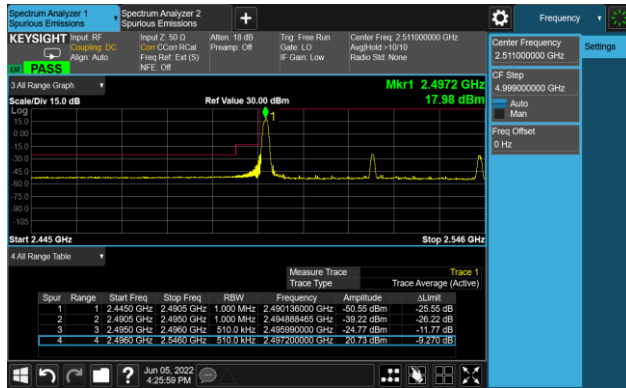 Spectrum Analyzer 1
Spurious Emissions
Spectrum Analyzer 2
Spurious Emissions
Frequency
KEYSIGHT
Input: RF
Coupling: DC
Align: Auto
Input Z: 50 Ω
Corr CCorr RCal
Freq Ref: Ext (S)
NFE: Off
Atten: 18 dB
Preamp: Off
Trig: Free Run
Gate: LO
IF Gain: Low
Center Freq: 2.511000000 GHz
Avg|Hold:>10/10
Radio Std: None
PASS
Center Frequency
2.511000000 GHz
Settings
CF Step
4.999000000 GHz
Auto
Man
Freq Offset
0 Hz
3 All Range Graph
Mkr1 2.4972 GHz
Scale/Div 15.0 dB
Ref Value 30.00 dBm
17.98 dBm
Log
15.0
0.00
-15.0
-30.0
-45.0
-60.0
-75.0
-90.0
-105
1
Start 2.445 GHz
Stop 2.546 GHz
4 All Range Table
Measure Trace Trace 1
Trace Type Trace Average (Active)
Spur Range Start Freq Stop Freq RBW Frequency Amplitude ΔLimit
1 1 2.4450 GHz 2.4905 GHz 1.000 MHz 2.490136000 GHz -50.55 dBm -25.55 dB
2 2 2.4905 GHz 2.4950 GHz 1.000 MHz 2.494888465 GHz -39.22 dBm -26.22 dB
3 3 2.4950 GHz 2.4960 GHz 510.0 kHz 2.495990000 GHz -24.77 dBm -11.77 dB
4 4 2.4960 GHz 2.5460 GHz 510.0 kHz 2.497200000 GHz 20.73 dBm -9.270 dB
?
Jun 05, 2022
4:25:59 PM